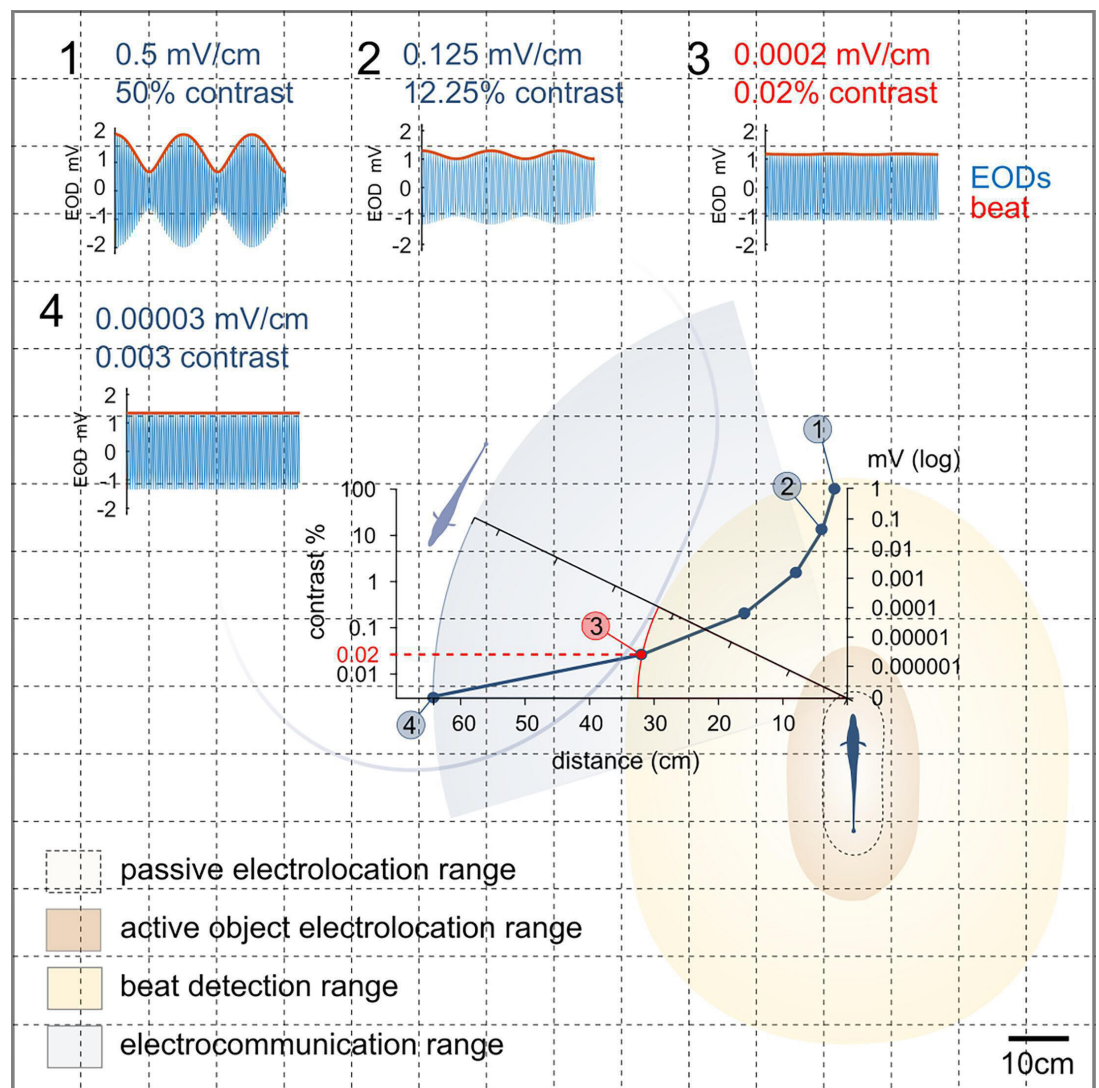 1
0.5 mV/cm
50% contrast
2
1
0
-1
-2
EOD mV
2
0.125 mV/cm
12.25% contrast
2
1
0
-1
-2
EOD mV
3
0.0002 mV/cm
0.02% contrast
2
1
0
-1
-2
EOD mV
EODs
beat
4
0.00003 mV/cm
0.003 contrast
2
1
0
-1
-2
EOD mV
1
2
3
4
mV (log)
1
0.1
0.01
0.001
0.0001
0.00001
0.000001
0
contrast %
100
10
1
0.1
0.02
0.01
60 50 40 30 20 10
distance (cm)
passive electrolocation range
active object electrolocation range
beat detection range
electrocommunication range
10cm